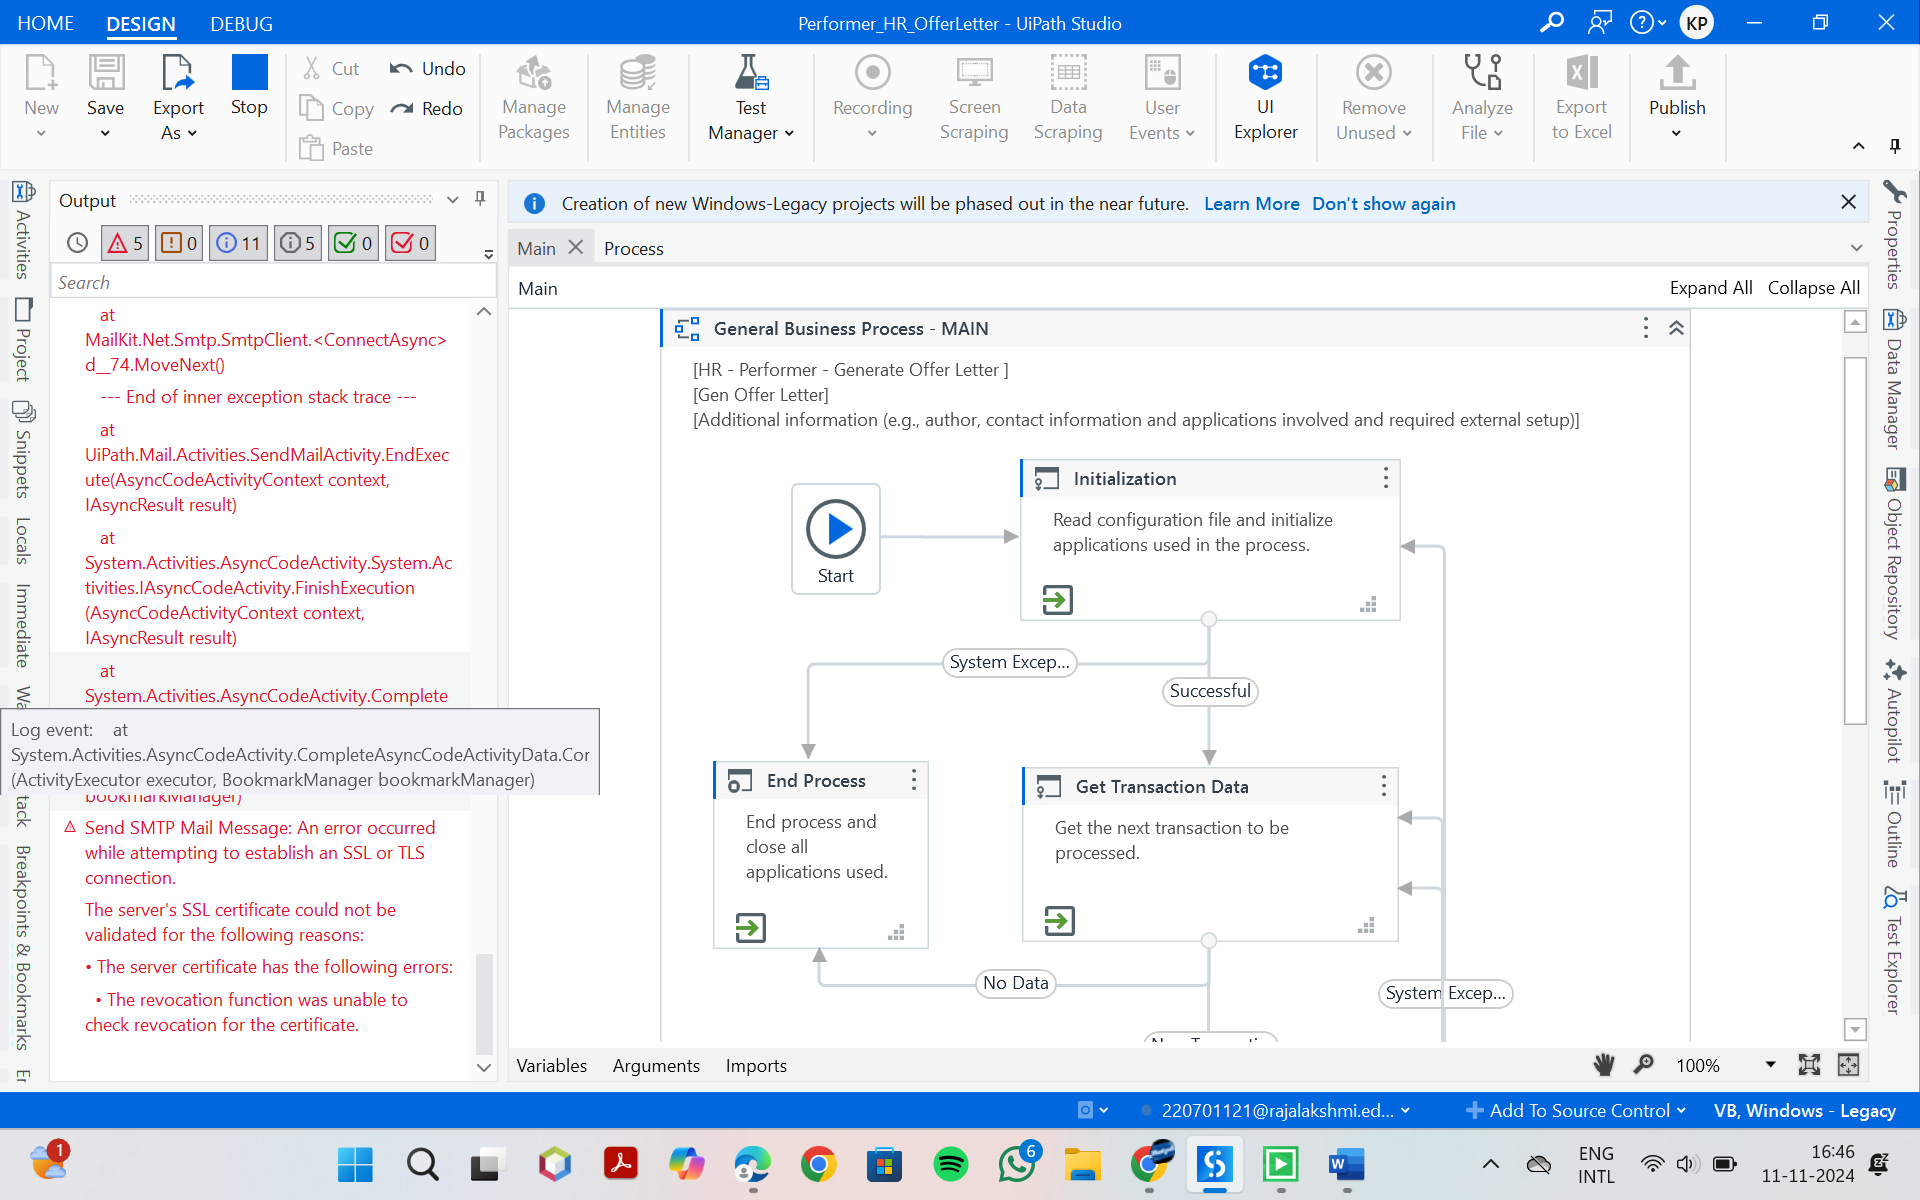 HOME DESIGN DEBUG
Performer_HR_OfferLetter - UiPath Studio
KP
New
Save
Export As
Stop
Cut
Copy
Paste
Undo
Redo
Manage Packages
Manage Entities
Test Manager
Recording
Screen Scraping
Data Scraping
User Events
UI Explorer
Remove Unused
Analyze File
Export to Excel
Publish
Activities
Project
Snippets
Locals
Immediate
tack
Breakpoints & Bookmarks
Output
5 0 11 5 0 0
Search
at
MailKit.Net.Smtp.SmtpClient.<ConnectAsync>
d__74.MoveNext()
--- End of inner exception stack trace ---
at
UiPath.Mail.Activities.SendMailActivity.EndExec
ute(AsyncCodeActivityContext context,
IAsyncResult result)
at
System.Activities.AsyncCodeActivity.System.Ac
tivities.IAsyncCodeActivity.FinishExecution
(AsyncCodeActivityContext context,
IAsyncResult result)
at
System.Activities.AsyncCodeActivity.Complete
Log event: at
System.Activities.AsyncCodeActivity.CompleteAsyncCodeActivityData.Cor
(ActivityExecutor executor, BookmarkManager bookmarkManager)
bookmarkManager)
Send SMTP Mail Message: An error occurred
while attempting to establish an SSL or TLS
connection.
The server's SSL certificate could not be
validated for the following reasons:
• The server certificate has the following errors:
• The revocation function was unable to
check revocation for the certificate.
Creation of new Windows-Legacy projects will be phased out in the near future. Learn More Don't show again
Main Process
Main
Expand All Collapse All
General Business Process - MAIN
[HR - Performer - Generate Offer Letter ]
[Gen Offer Letter]
[Additional information (e.g., author, contact information and applications involved and required external setup)]
Start
Initialization
Read configuration file and initialize
applications used in the process.
System Excep...
Successful
End Process
End process and
close all
applications used.
Get Transaction Data
Get the next transaction to be
processed.
No Data
System Excep...
Variables Arguments Imports
100%
Properties
Data Manager
Object Repository
Autopilot
Outline
Test Explorer
220701121@rajalakshmi.ed...
Add To Source Control
VB, Windows - Legacy
1
6
ENG
INTL
16:46
11-11-2024